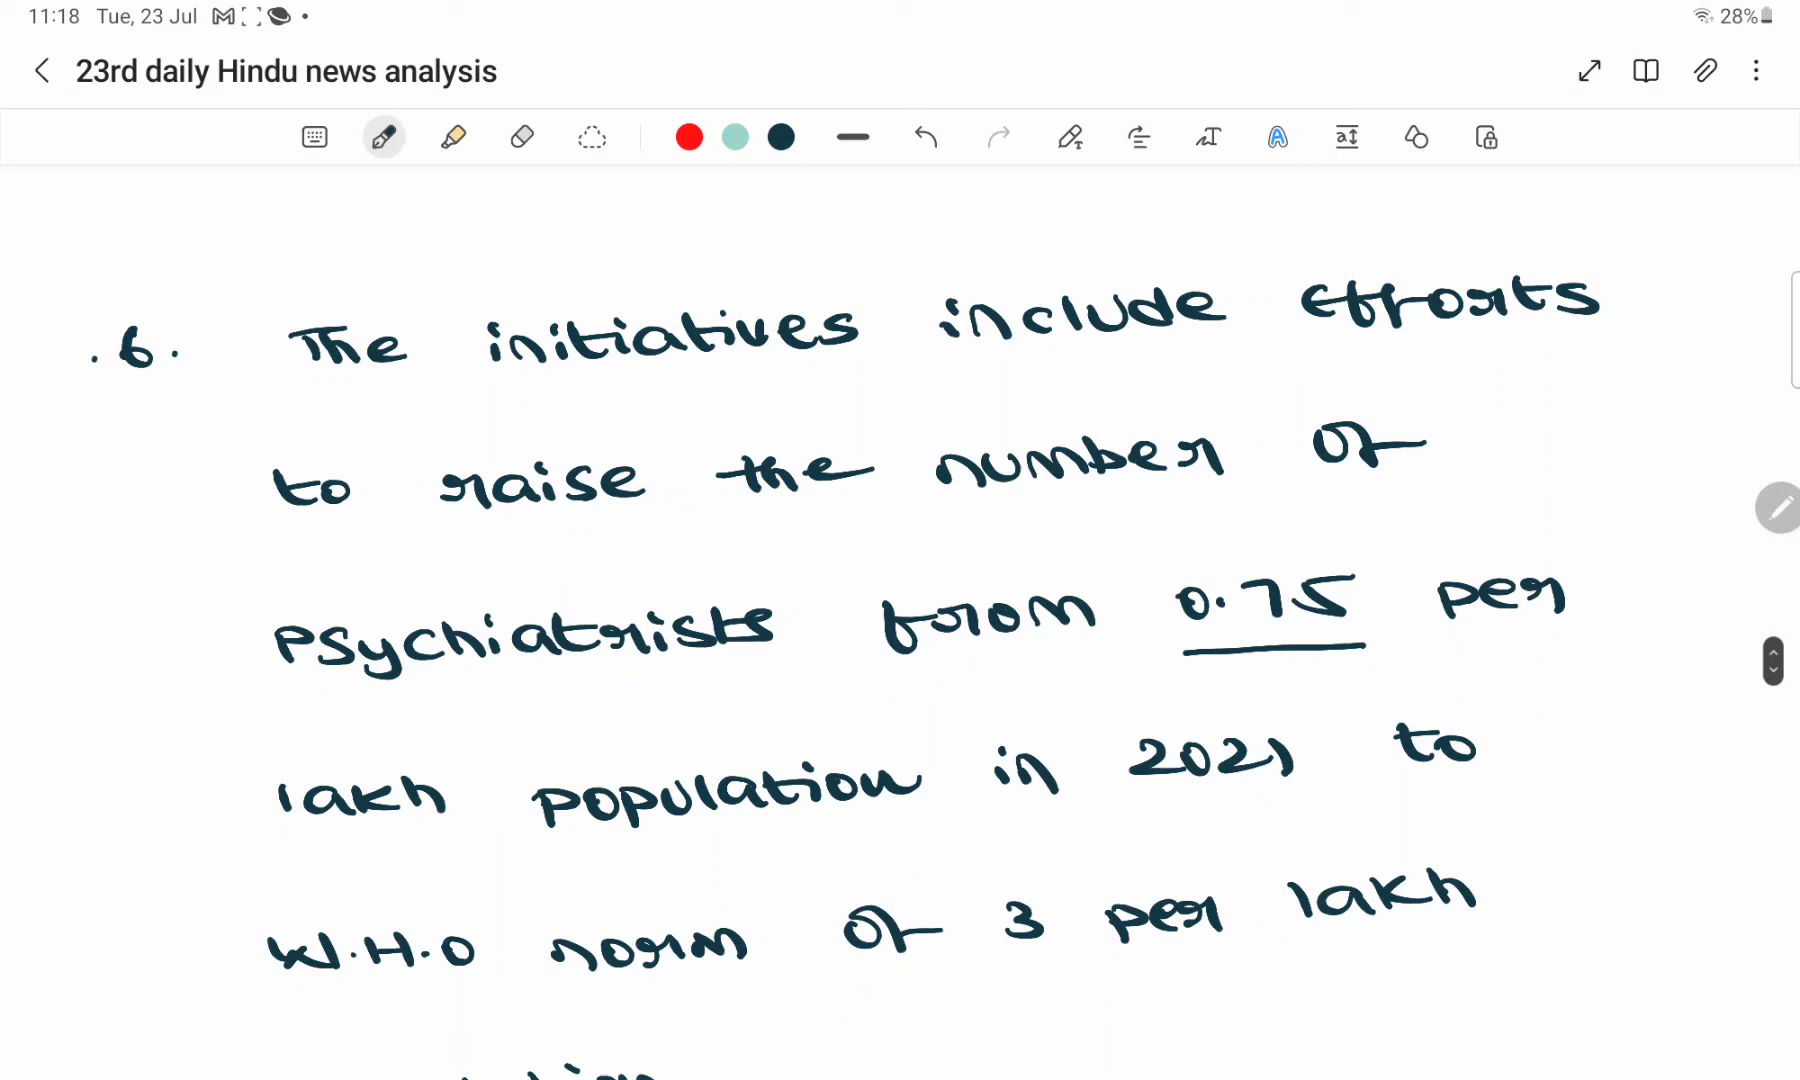 11:18 Tue, 23 Jul 28%
23rd daily Hindu news analysis
.6. The initiatives include efforts
to raise the number of
psychiatrists from 0.75 per
lakh population in 2021 to
W.H.O norm of 3 per lakh